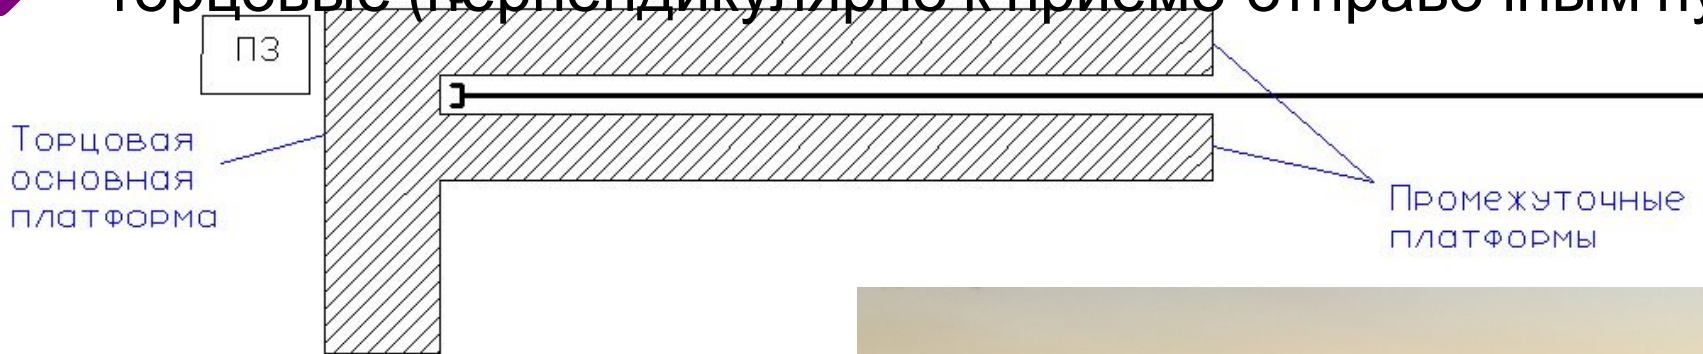 торцовые (перпендикулярно к приемо-отправочным
ПЗ
Торцовая
основная
платформа
Промежуточные
платформы